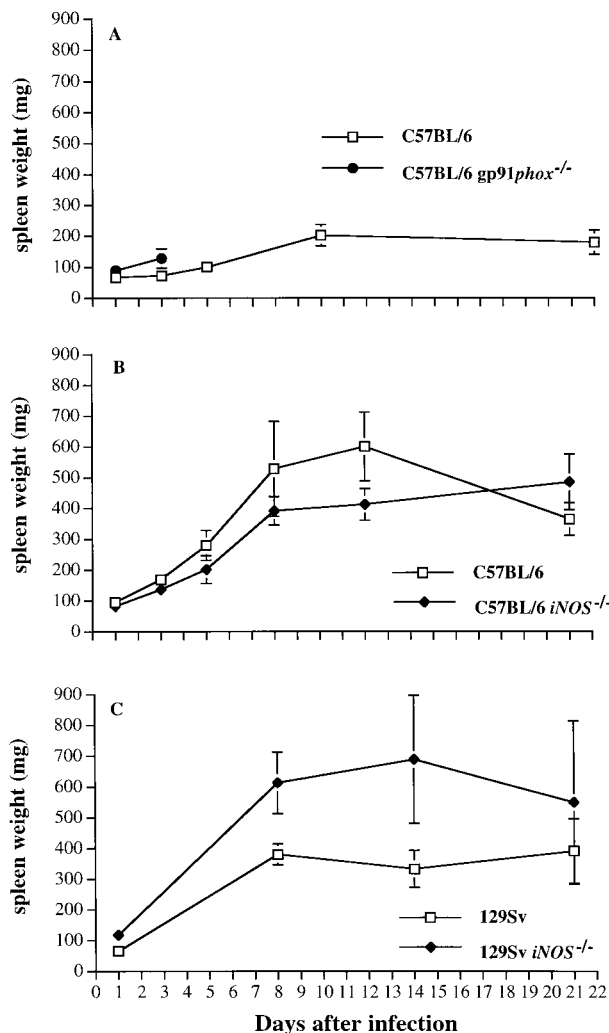 A
900
800
700
600
500
400
300
200
100
0
spleen weight (mg)
C57BL/6
C57BL/6 gp91phox-/-
B
900
800
700
600
500
400
300
200
100
0
spleen weight (mg)
C57BL/6
C57BL/6 iNOS-/-
C
900
800
700
600
500
400
300
200
100
0
spleen weight (mg)
129Sv
129Sv iNOS-/-
0 1 2 3 4 5 6 7 8 9 10 11 12 13 14 15 16 17 18 19 20 21 22
Days after infection